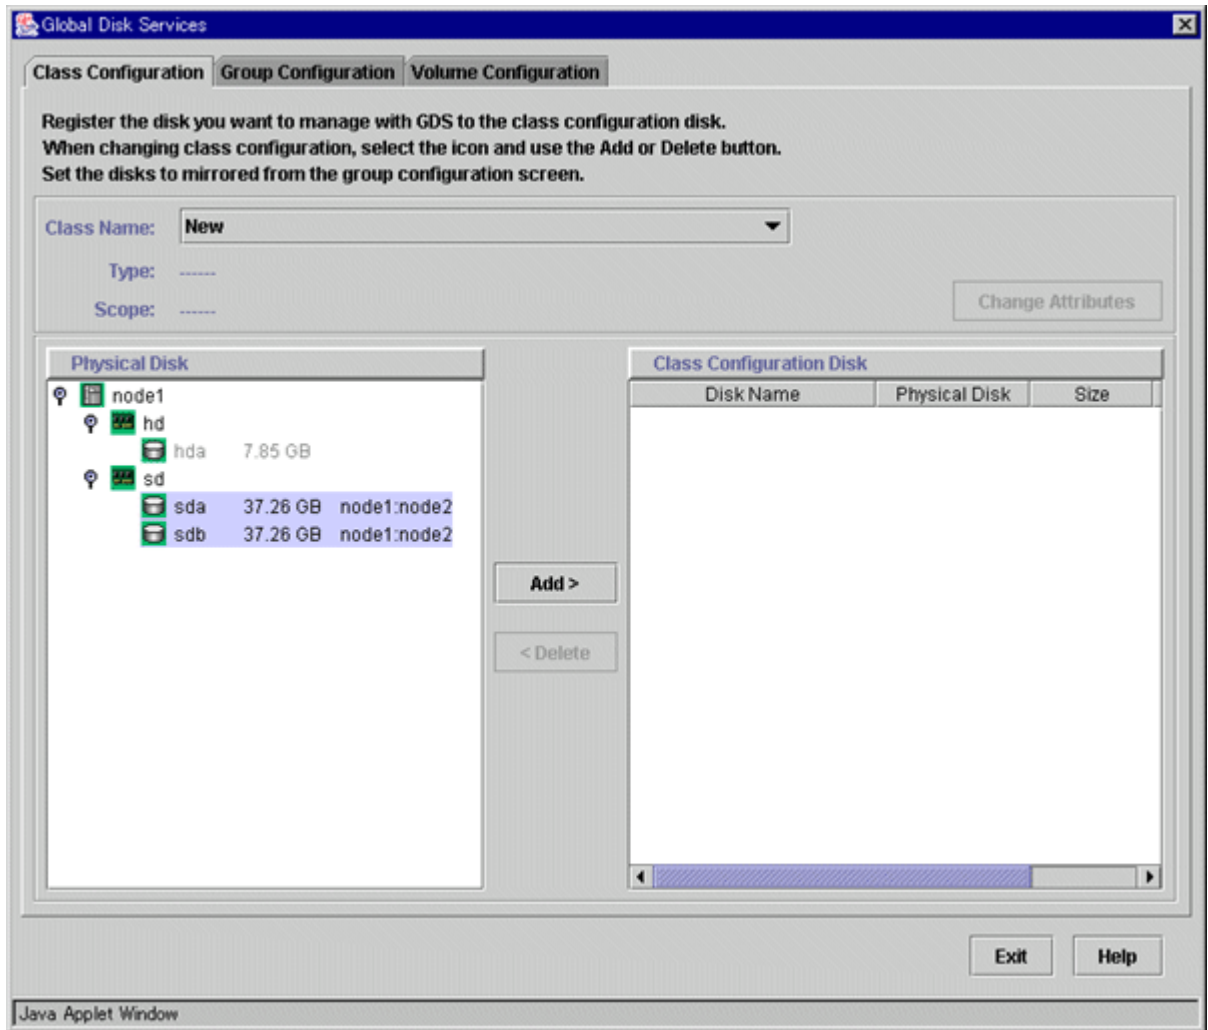 Global Disk Services
Class Configuration Group Configuration Volume Configuration
Register the disk you want to manage with GDS to the class configuration disk.
When changing class configuration, select the icon and use the Add or Delete button.
Set the disks to mirrored from the group configuration screen.
Class Name: New
Type: ------
Scope: ------
Change Attributes
Physical Disk
node1
hd
hda 7.85 GB
sd
sda 37.26 GB node1:node2
sdb 37.26 GB node1:node2
Add >
< Delete
Class Configuration Disk
Disk Name Physical Disk Size
Exit Help
Java Applet Window